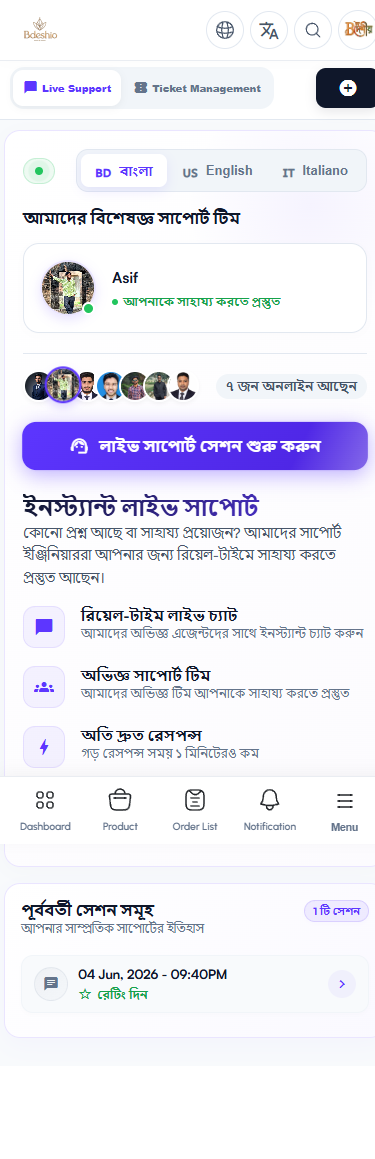 Bdeshio
Live Support
Ticket Management
BD বাংলা
US English
IT Italiano
আমাদের বিশেষজ্ঞ সাপোর্ট টিম
Asif
আপনাকে সাহায্য করতে প্রস্তুত
৭ জন অনলাইন আছেন
লাইভ সাপোর্ট সেশন শুরু করুন
ইনস্ট্যান্ট লাইভ সাপোর্ট
কোনো প্রশ্ন আছে বা সাহায্য প্রয়োজন? আমাদের সাপোর্ট
ইঞ্জিনিয়াররা আপনার জন্য রিয়েল-টাইমে সাহায্য করতে
প্রস্তুত আছেন।
রিয়েল-টাইম লাইভ চ্যাট
আমাদের অভিজ্ঞ এজেন্টদের সাথে ইনস্ট্যান্ট চ্যাট করুন
অভিজ্ঞ সাপোর্ট টিম
আমাদের অভিজ্ঞ টিম আপনাকে সাহায্য করতে প্রস্তুত
অতি দ্রুত রেসপন্স
গড় রেসপন্স সময় ১ মিনিটেরও কম
Dashboard
Product
Order List
Notification
Menu
পূর্ববর্তী সেশন সমূহ
1 টি সেশন
আপনার সাম্প্রতিক সাপোর্টের ইতিহাস
04 Jun, 2026 - 09:40PM
রেটিং দিন